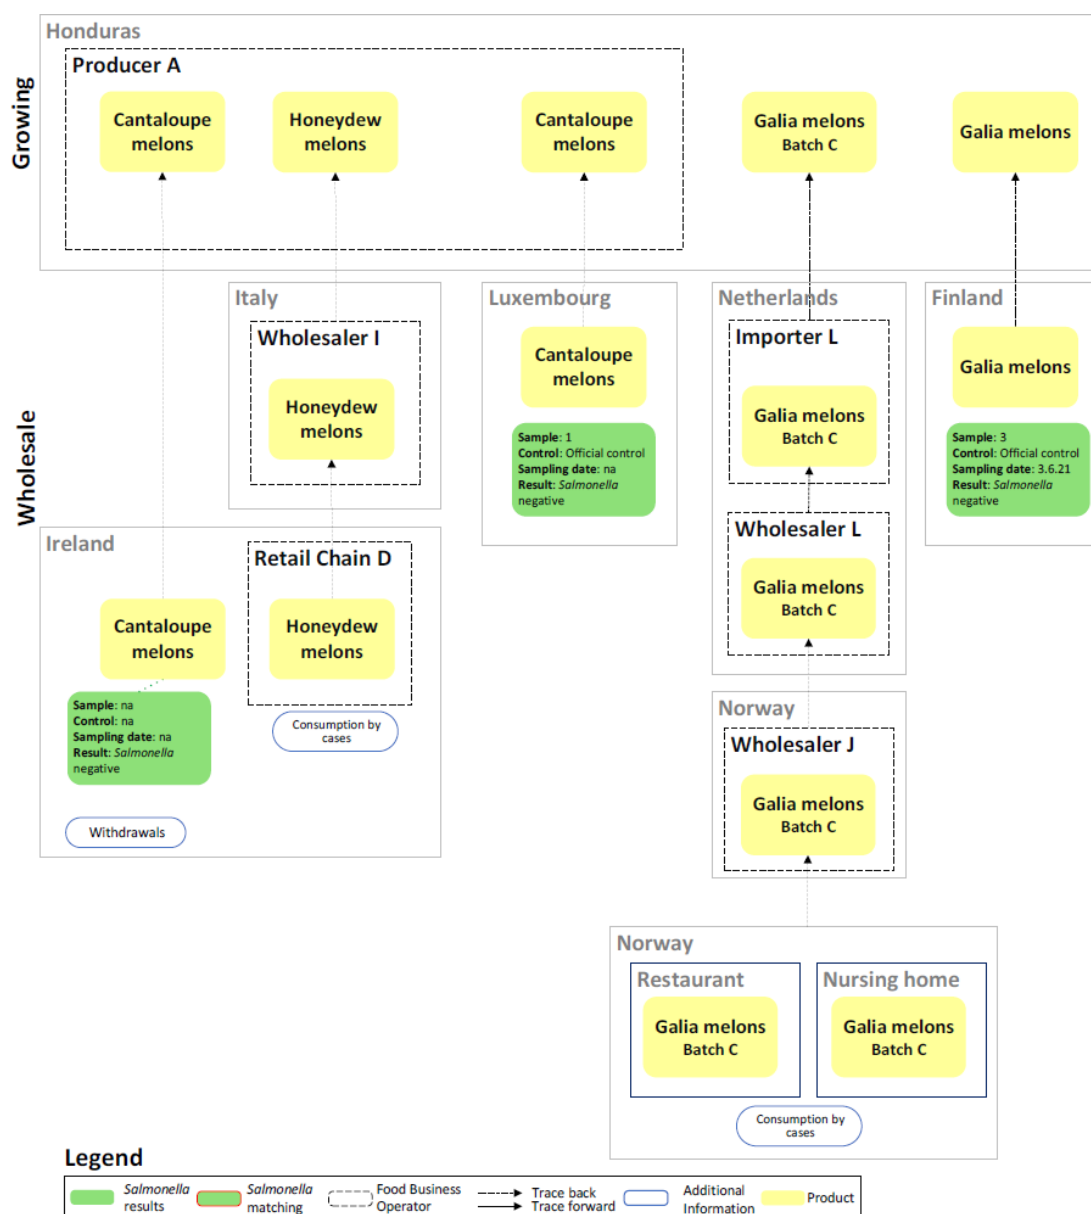 Honduras
Growing
Producer A
Cantaloupe
melons
Honeydew
melons
Cantaloupe
melons
Galia melons
Batch C
Galia melons
Wholesale
Italy
Wholesaler I
Honeydew
melons
Luxembourg
Cantaloupe
melons
Sample: 1
Control: Official control
Sampling date: na
Result: Salmonella
negative
Netherlands
Importer L
Galia melons
Batch C
Wholesaler L
Galia melons
Batch C
Finland
Galia melons
Sample: 3
Control: Official control
Sampling date: 3.6.21
Result: Salmonella
negative
Ireland
Cantaloupe
melons
Sample: na
Control: na
Sampling date: na
Result: Salmonella
negative
Withdrawals
Retail Chain D
Honeydew
melons
Consumption by
cases
Norway
Wholesaler J
Galia melons
Batch C
Norway
Restaurant
Galia melons
Batch C
Nursing home
Galia melons
Batch C
Consumption by
cases
Legend
Salmonella
results
Salmonella
matching
Food Business
Operator
Trace back
Trace forward
Additional
Information
Product